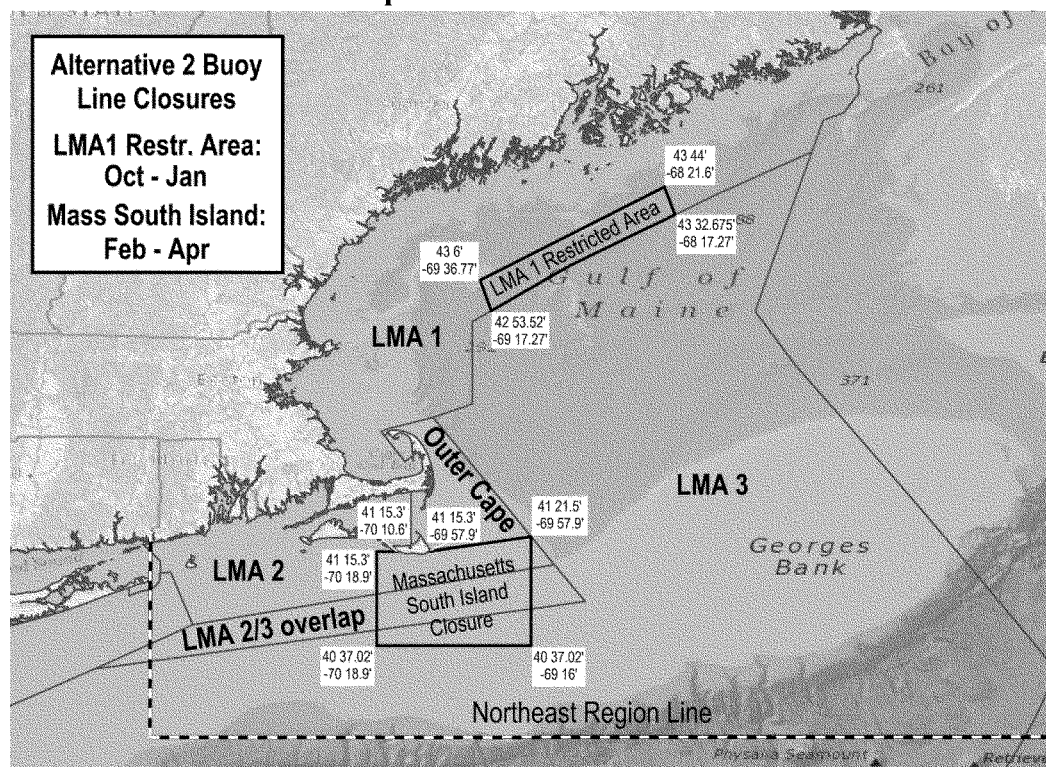 Alternative 2 Buoy
Line Closures
LMA1 Restr. Area:
Oct - Jan
Mass South Island:
Feb - Apr
Bay of
261
43 44'
-68 21.6'
43 32.675'
-68 17.27'
43 6'
-69 36.77'
LMA 1 Restricted Area
Gulf of
Maine
42 53.52'
-69 17.27'
LMA 1
371
Outer Cape
LMA 3
41 15.3'
-70 10.6'
41 15.3'
-69 57.9'
41 21.5'
-69 57.9'
Georges
Bank
LMA 2
41 15.3'
-70 18.9'
Massachusetts
South Island
Closure
LMA 2/3 overlap
40 37.02'
-70 18.9'
40 37.02'
-69 16'
Northeast Region Line
Physalia Seamount
Retriever